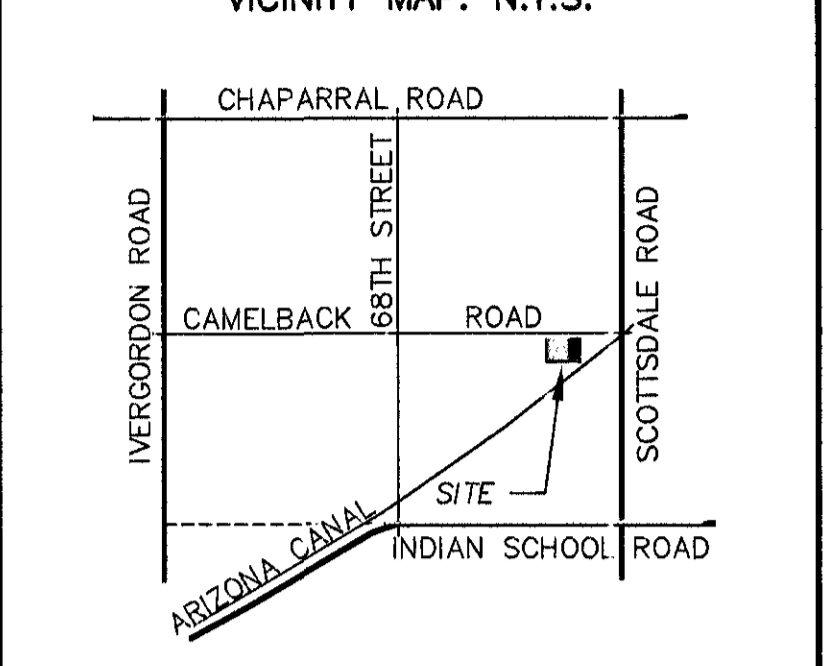 VICINITY MAP: N.T.S.
CHAPARRAL ROAD
68TH STREET
IVERGORDON ROAD
SCOTTSDALE ROAD
CAMELBACK ROAD
SITE
ARIZONA CANAL
INDIAN SCHOOL ROAD